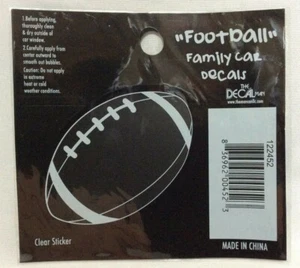 1.Before applying,
thoroughly clean
& dry outside of
car window.
2.Carefully apply from
center outward to
smooth out bubbles.
Caution: Do not apply
in extreme
heat or cold
weather conditions.
"Football"
Family Car
Decals
THE
DECAL
122452
Clear Sticker
MADE IN CHINA